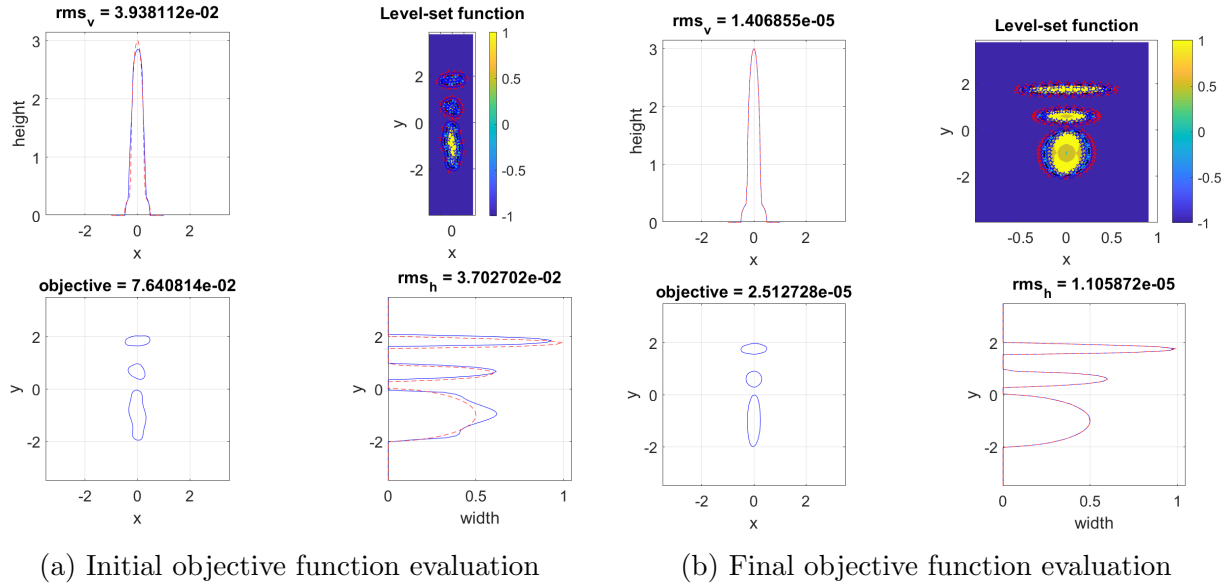 rms_v = 3.938112e-02
3
2
1
0
height
-2 0 2
x
Level-set function
2
0
-2
y
0
x
1
0.5
0
-0.5
-1
objective = 7.640814e-02
2
0
-2
y
-2 0 2
x
rms_h = 3.702702e-02
2
0
-2
y
0 0.5 1
width
(a) Initial objective function evaluation
rms_v = 1.406855e-05
3
2
1
0
height
-2 0 2
x
Level-set function
4
2
0
-2
-4
y
-0.5 0 0.5 1
x
1
0.5
0
-0.5
-1
objective = 2.512728e-05
2
0
-2
y
-2 0 2
x
rms_h = 1.105872e-05
2
0
-2
y
0 0.5 1
width
(b) Final objective function evaluation